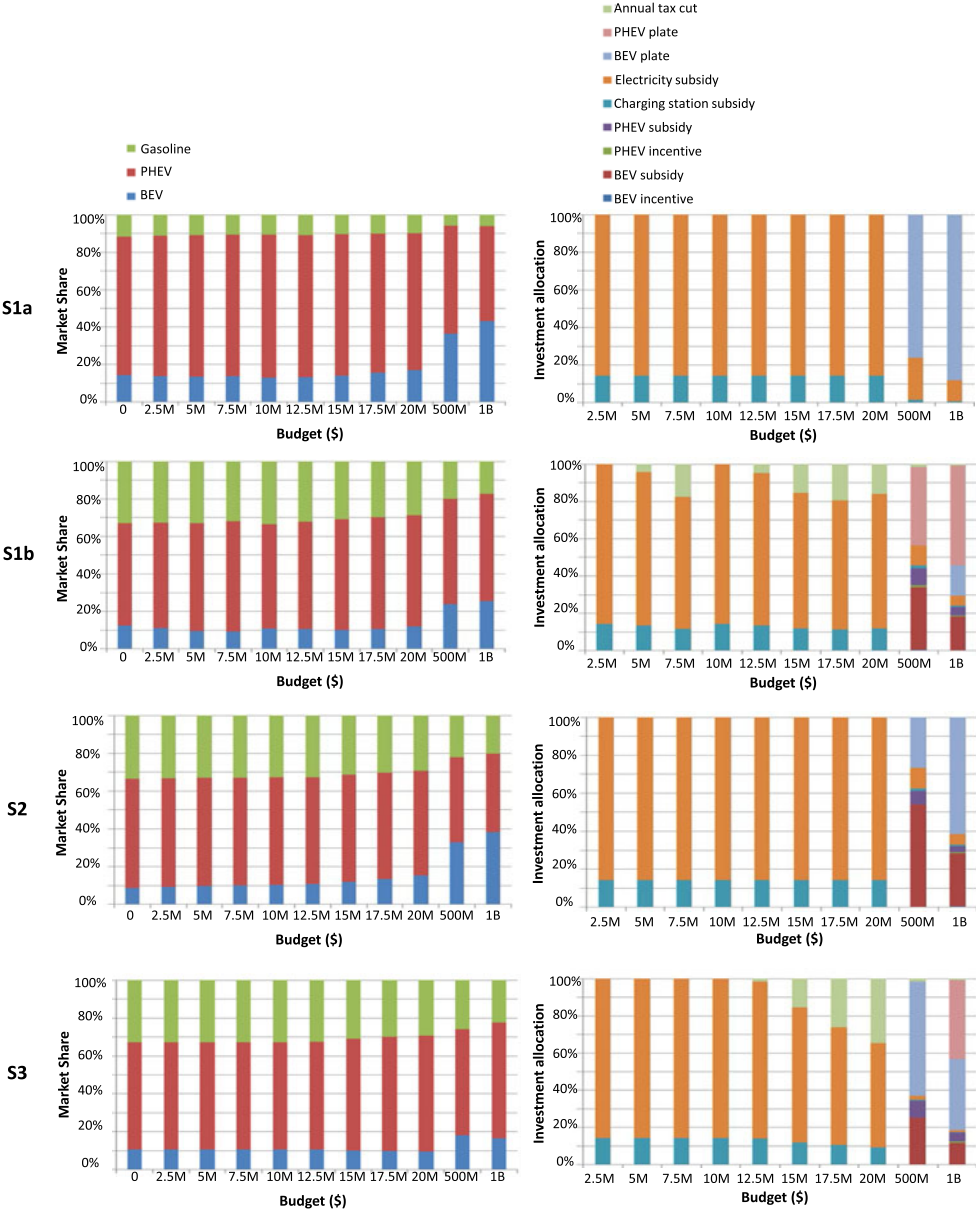 Annual tax cut
PHEV plate
BEV plate
Electricity subsidy
Charging station subsidy
PHEV subsidy
PHEV incentive
BEV subsidy
BEV incentive
Gasoline
PHEV
BEV
S1a
Market Share
100%
80%
60%
40%
20%
0%
0 2.5M 5M 7.5M 10M 12.5M 15M 17.5M 20M 500M 1B
Budget ($)
Investment allocation
100%
80%
60%
40%
20%
0%
2.5M 5M 7.5M 10M 12.5M 15M 17.5M 20M 500M 1B
Budget ($)
S1b
Market Share
100%
80%
60%
40%
20%
0%
0 2.5M 5M 7.5M 10M 12.5M 15M 17.5M 20M 500M 1B
Budget ($)
Investment allocation
100%
80%
60%
40%
20%
0%
2.5M 5M 7.5M 10M 12.5M 15M 17.5M 20M 500M 1B
Budget ($)
S2
Market Share
100%
80%
60%
40%
20%
0%
0 2.5M 5M 7.5M 10M 12.5M 15M 17.5M 20M 500M 1B
Budget ($)
Investment allocation
100%
80%
60%
40%
20%
0%
2.5M 5M 7.5M 10M 12.5M 15M 17.5M 20M 500M 1B
Budget ($)
S3
Market Share
100%
80%
60%
40%
20%
0%
0 2.5M 5M 7.5M 10M 12.5M 15M 17.5M 20M 500M 1B
Budget ($)
Investment allocation
100%
80%
60%
40%
20%
0%
2.5M 5M 7.5M 10M 12.5M 15M 17.5M 20M 500M 1B
Budget ($)